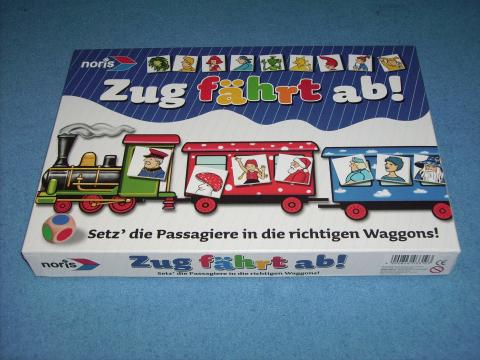 noris
Zug fährt ab!
Setz' die Passagiere in die richtigen Waggons!
noris
Zug fährt ab!
Setz' die Passagiere in die richtigen Waggons!
CE